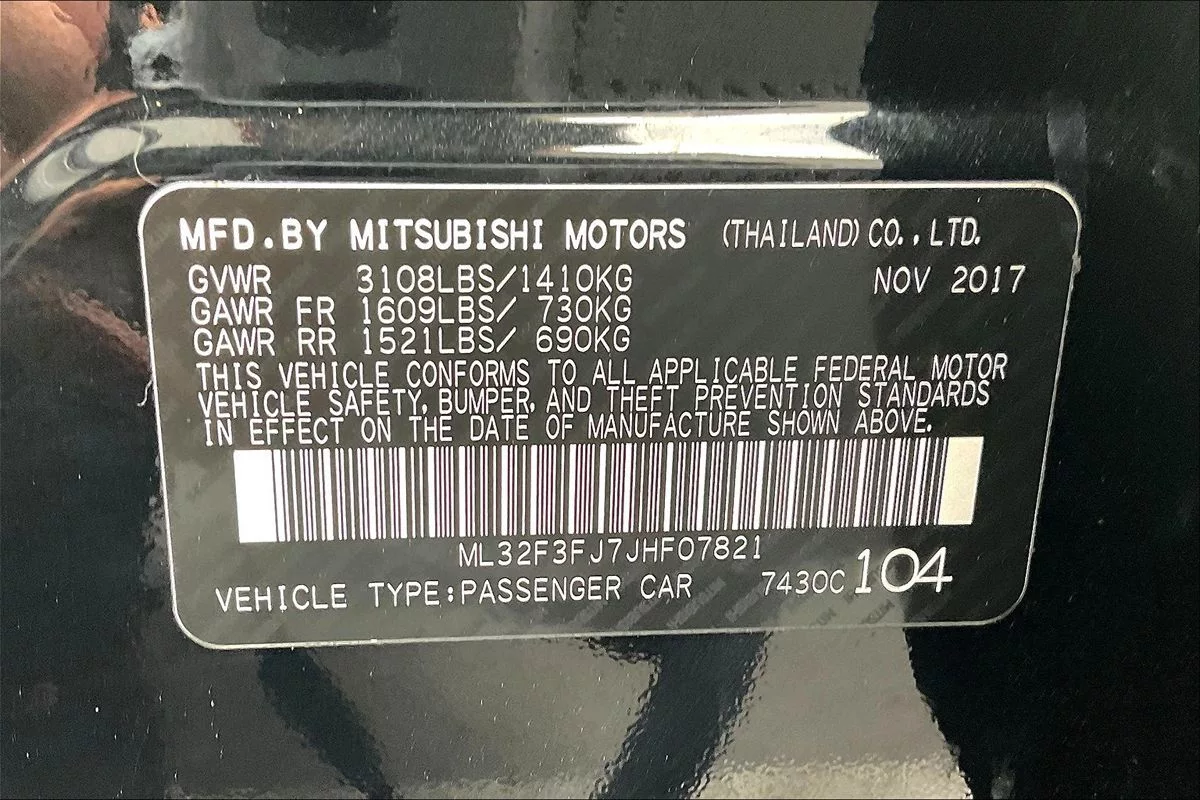 MFD.BY MITSUBISHI MOTORS (THAILAND) CO., LTD.
GVWR 3108LBS/1410KG NOV 2017
GAWR FR 1609LBS/ 730KG
GAWR RR 1521LBS/ 690KG
THIS VEHICLE CONFORMS TO ALL APPLICABLE FEDERAL MOTOR
VEHICLE SAFETY, BUMPER, AND THEFT PREVENTION STANDARDS
IN EFFECT ON THE DATE OF MANUFACTURE SHOWN ABOVE.
ML32F3FJ7JHF07821
VEHICLE TYPE:PASSENGER CAR 7430C 104